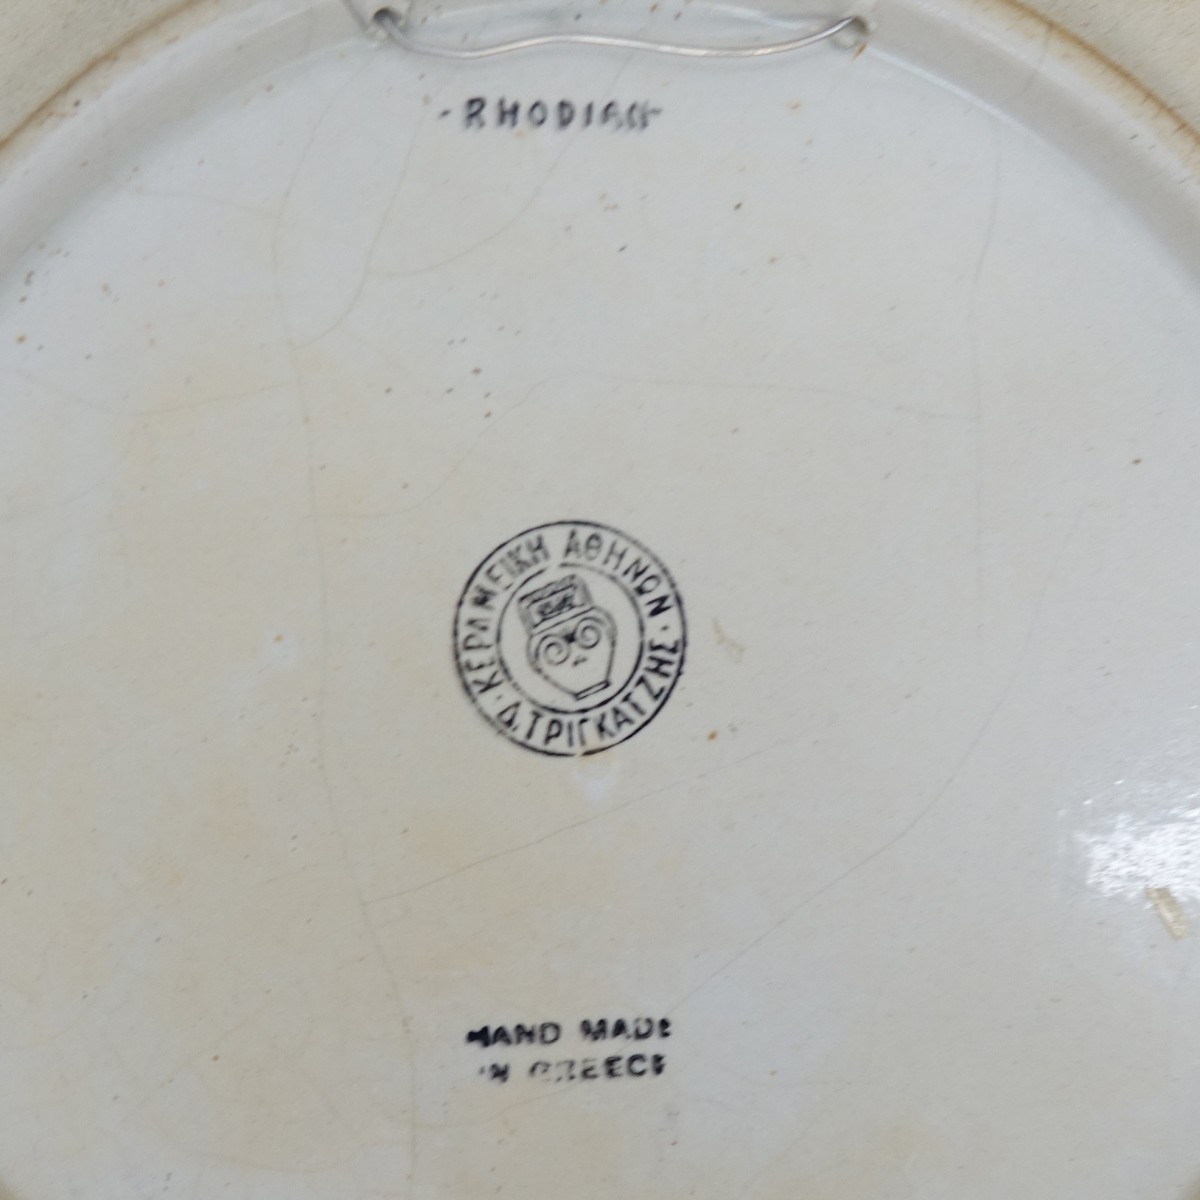 -RHODIAN-
ΚΕΡΑΜΕΙΚΗ ΑΘΗΝΩΝ · Δ. ΤΡΙΓΚΑΤΖΗΣ ·
HAND MADE
IN GREECE